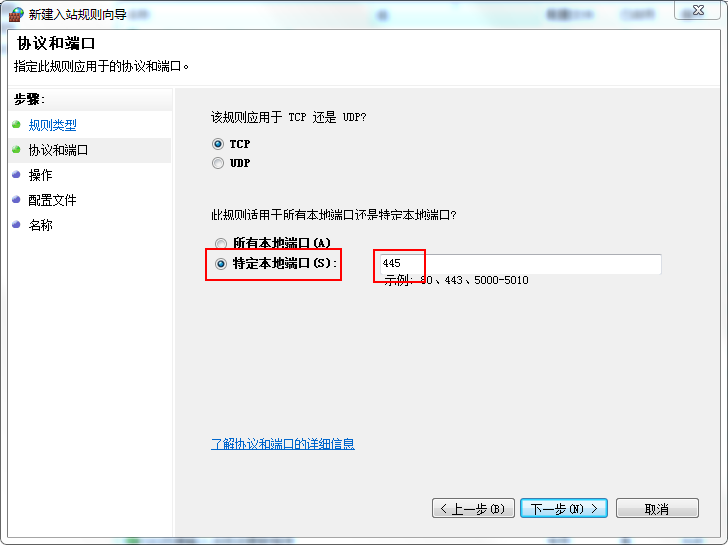 新建入站规则向导
协议和端口
指定此规则应用于的协议和端口。
步骤:
规则类型
协议和端口
操作
配置文件
名称
该规则应用于 TCP 还是 UDP?
TCP
UDP
此规则适用于所有本地端口还是特定本地端口?
所有本地端口(A)
特定本地端口(S): 445
示例: 80、443、5000-5010
了解协议和端口的详细信息
< 上一步(B) 下一步(N) > 取消